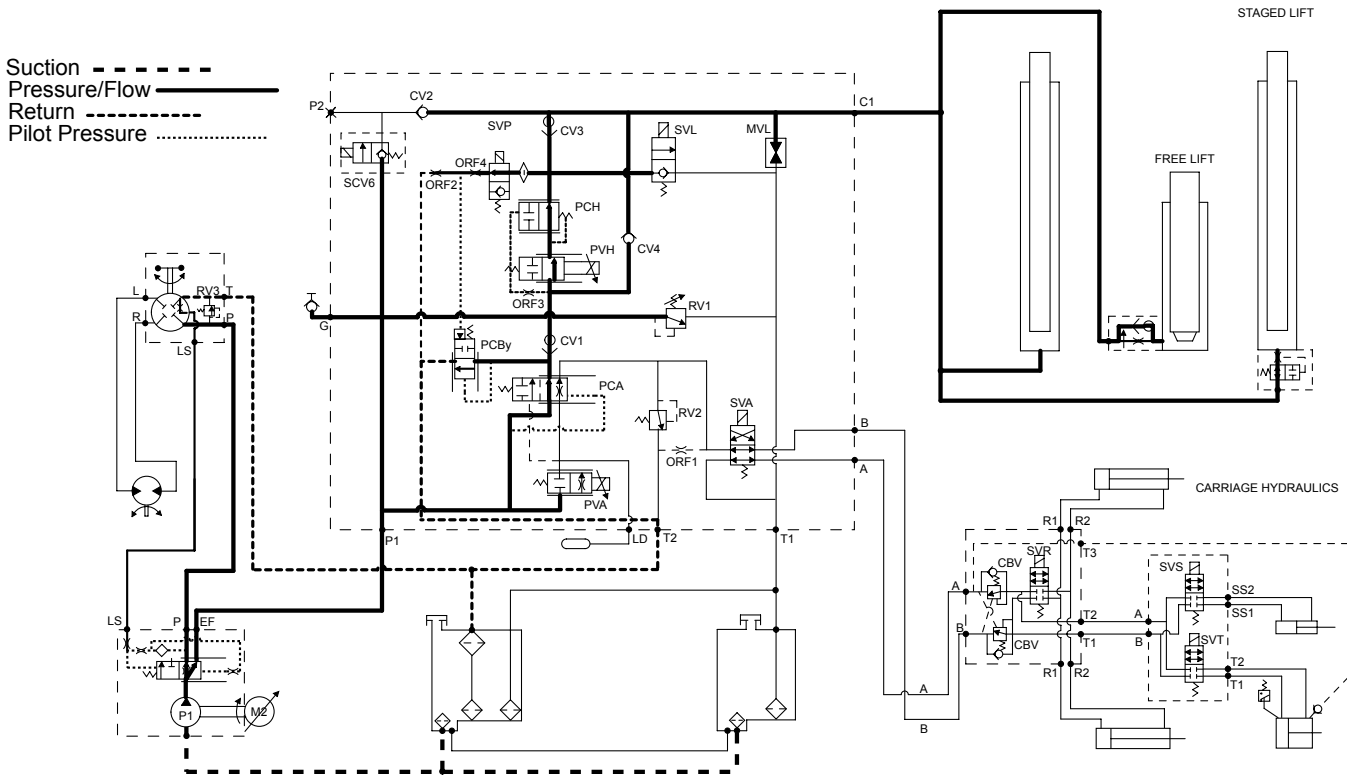 STAGED LIFT
Suction
Pressure/Flow
Return
Pilot Pressure
P2
CV2
C1
SVP
CV3
SVL
MVL
FREE LIFT
SCV6
ORF4
ORF2
PCH
CV4
PVH
ORF3
L
RV3
T
R
P
LS
G
RV1
PCBy
CV1
PCA
RV2
SVA
ORF1
B
A
PVA
P1
LD
T2
T1
CARRIAGE HYDRAULICS
R1
R2
T3
CBV
SVR
SVS
A
T2
A
SS2
SS1
B
T1
B
CBV
SVT
T2
T1
R1
R2
A
B
LS
P
EF
P1
M2